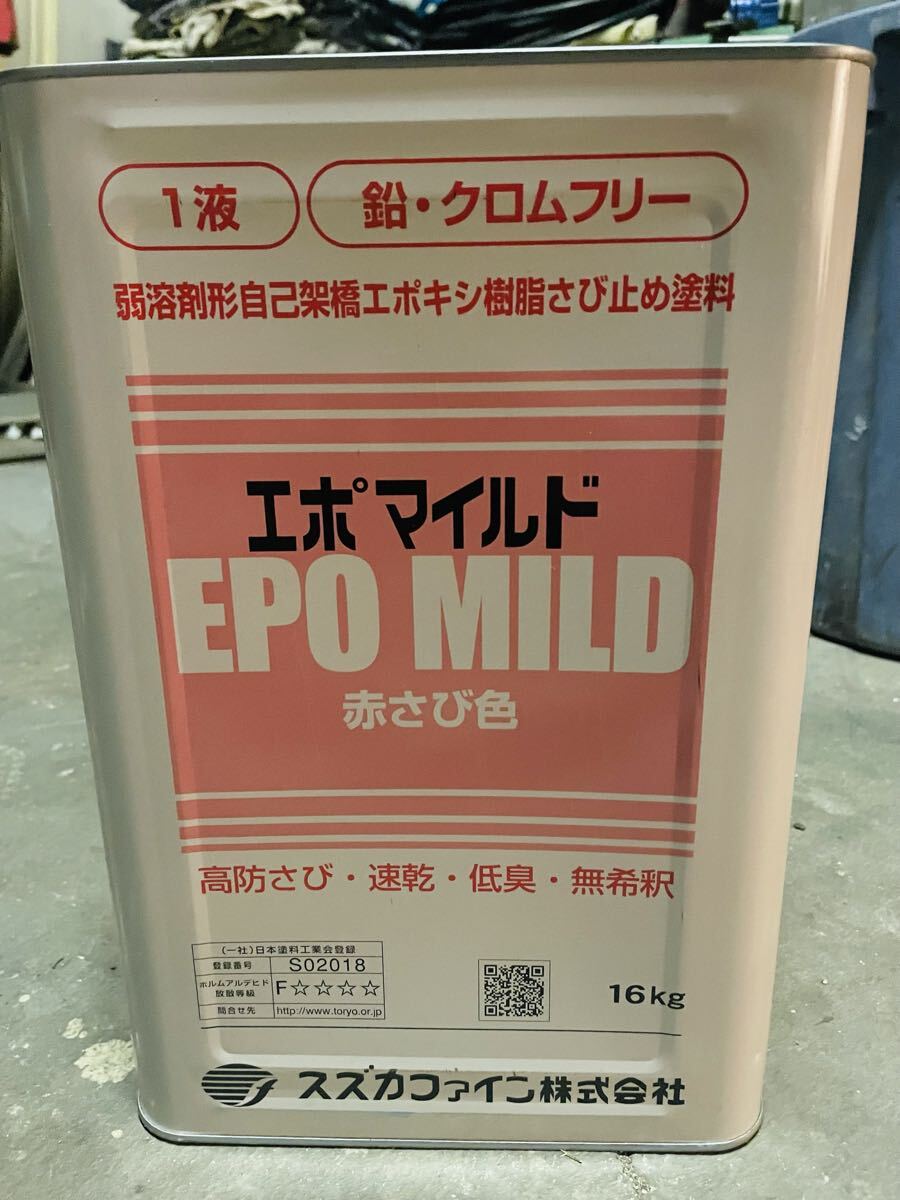 1液
鉛・クロムフリー
弱溶剤形自己架橋エポキシ樹脂さび止め塗料
エポマイルド
EPO MILD
赤さび色
高防さび・速乾・低臭・無希釈
(一社)日本塗料工業会登録
登録番号 S02018
ホルムアルデヒド放散等級 F☆☆☆☆
問合せ先 http://www.toryo.or.jp
16kg
スズカファイン株式会社